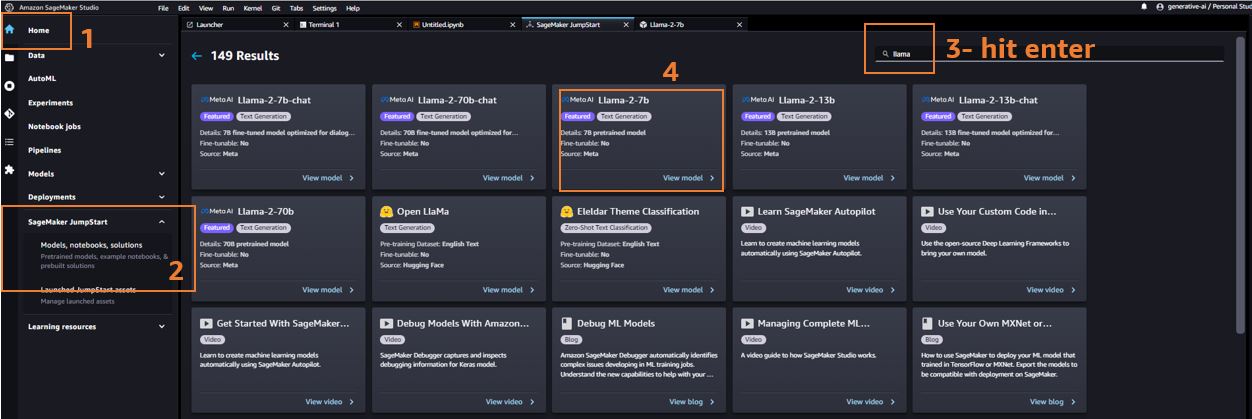 Amazon SageMaker Studio
File Edit View Run Kernel Git Tabs Settings Help
generative-ai / Personal Stud
Home
1
Data
AutoML
Experiments
Notebook jobs
Pipelines
Models
Deployments
SageMaker JumpStart
Models, notebooks, solutions
Pretrained models, example notebooks, &
prebuilt solutions
2
Launched JumpStart assets
Manage launched assets
Learning resources
Launcher
Terminal 1
Untitled.ipynb
SageMaker JumpStart
Llama-2-7b
149 Results
llama
3- hit enter
4
Meta AI Llama-2-7b-chat
Featured Text Generation
Details: 7B fine-tuned model optimized for dialog...
Fine-tunable: No
Source: Meta
View model
Meta AI Llama-2-70b-chat
Featured Text Generation
Details: 70B fine-tuned model optimized for...
Fine-tunable: No
Source: Meta
View model
Meta AI Llama-2-7b
Featured Text Generation
Details: 7B pretrained model
Fine-tunable: No
Source: Meta
View model
Meta AI Llama-2-13b
Featured Text Generation
Details: 13B pretrained model
Fine-tunable: No
Source: Meta
View model
Meta AI Llama-2-13b-chat
Featured Text Generation
Details: 13B fine-tuned model optimized for...
Fine-tunable: No
Source: Meta
View model
Meta AI Llama-2-70b
Featured Text Generation
Details: 70B pretrained model
Fine-tunable: No
Source: Meta
View model
Open LlaMa
Text Generation
Pre-training Dataset: English Text
Fine-tunable: No
Source: Hugging Face
View model
Eleldar Theme Classification
Zero-Shot Text Classification
Pre-training Dataset: English Text
Fine-tunable: No
Source: Hugging Face
View model
Learn SageMaker Autopilot
Video
Learn to create machine learning models
automatically using SageMaker Autopilot.
View video
Use Your Custom Code in...
Video
Use the open-source Deep Learning Frameworks to
bring your own model.
View video
Get Started With SageMaker...
Video
Learn to create machine learning models
automatically using SageMaker Autopilot.
View video
Debug Models With Amazon...
Video
SageMaker Debugger captures and inspects
debugging information for Keras model.
View video
Debug ML Models
Blog
Amazon SageMaker Debugger automatically identifies
complex issues developing in ML training jobs.
Understand the new capabilities to help with your ...
View blog
Managing Complete ML...
Video
A video guide to how SageMaker Studio works.
View video
Use Your Own MXNet or...
Blog
How to use SageMaker to deploy your ML model that
trained in TensorFlow or MXNet. Export the models to
be compatible with deployment on SageMaker.
View blog